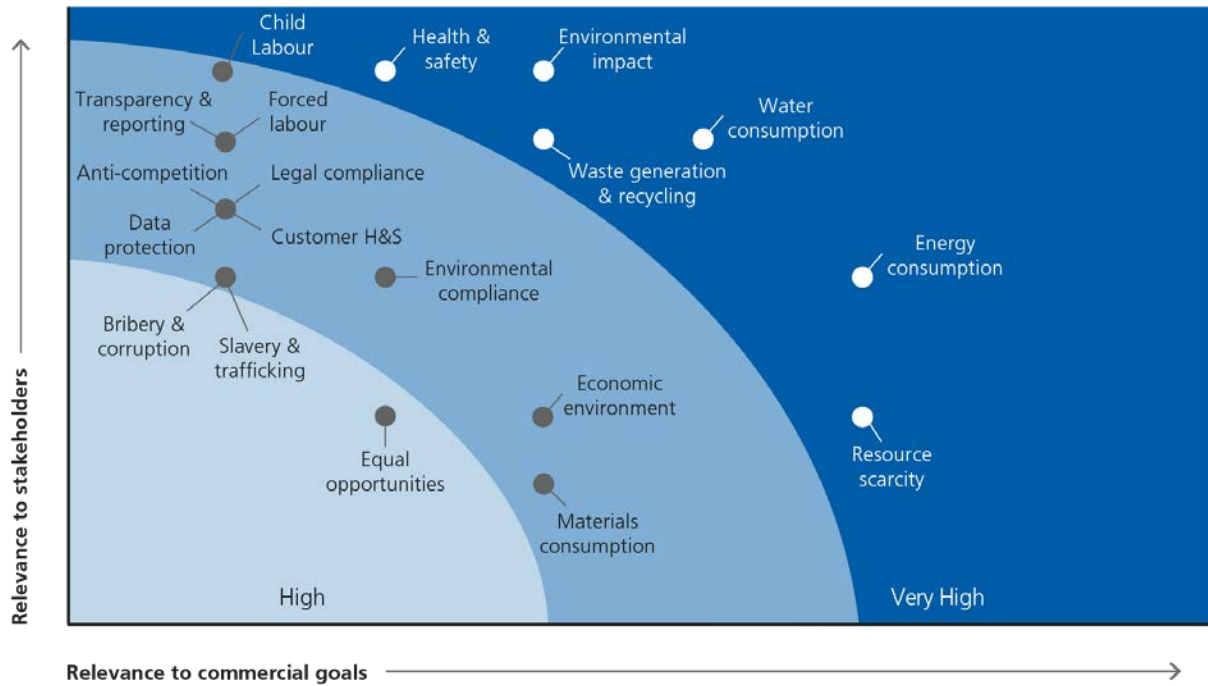 Child
Labour
Health &
safety
Environmental
impact
Transparency &
reporting
Forced
labour
Water
consumption
Anti-competition
Legal compliance
Waste generation
& recycling
Data
protection
Customer H&S
Energy
consumption
Environmental
compliance
Bribery &
corruption
Slavery &
trafficking
Economic
environment
Equal
opportunities
Resource
scarcity
Materials
consumption
High
Very High
Relevance to stakeholders
Relevance to commercial goals